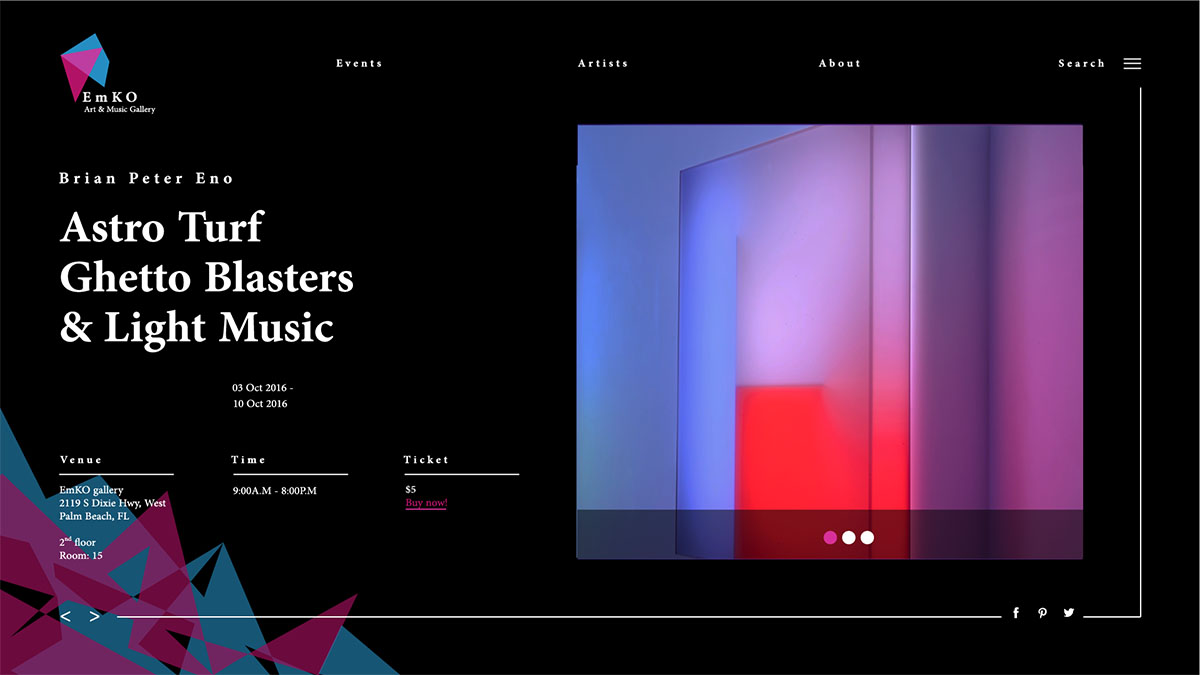 EmKO
Art & Music Gallery
Events
Artists
About
Search
Brian Peter Eno
Astro Turf
Ghetto Blasters
& Light Music
03 Oct 2016 -
10 Oct 2016
Venue
EmKO gallery
2119 S Dixie Hwy, West
Palm Beach, FL
2nd floor
Room: 15
Time
9:00A.M - 8:00P.M
Ticket
$5
Buy now!
< >